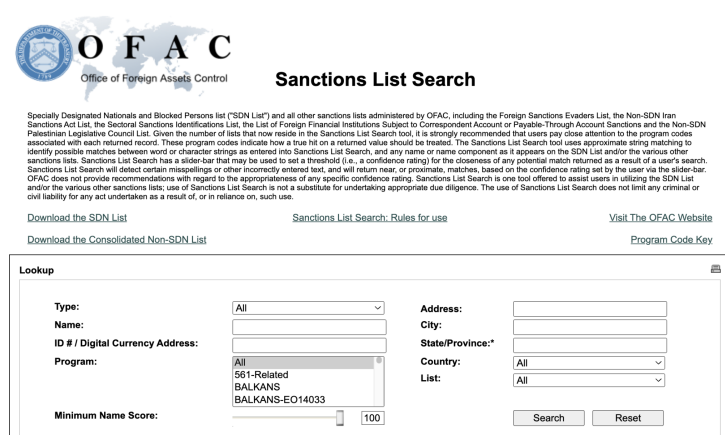 OFAC
Office of Foreign Assets Control
Sanctions List Search
Specially Designated Nationals and Blocked Persons list ("SDN List") and all other sanctions lists administered by OFAC, including the Foreign Sanctions Evaders List, the Non-SDN Iran
Sanctions Act List, the Sectoral Sanctions Identifications List, the List of Foreign Financial Institutions Subject to Correspondent Account or Payable-Through Account Sanctions and the Non-SDN
Palestinian Legislative Council List. Given the number of lists that now reside in the Sanctions List Search tool, it is strongly recommended that users pay close attention to the program codes
associated with each returned record. These program codes indicate how a true hit on a returned value should be treated. The Sanctions List Search tool uses approximate string matching to
identify possible matches between word or character strings as entered into Sanctions List Search, and any name or name component as it appears on the SDN List and/or the various other
sanctions lists. Sanctions List Search has a slider-bar that may be used to set a threshold (i.e., a confidence rating) for the closeness of any potential match returned as a result of a user's search.
Sanctions List Search will detect certain misspellings or other incorrectly entered text, and will return near, or proximate, matches, based on the confidence rating set by the user via the slider-bar.
OFAC does not provide recommendations with regard to the appropriateness of any specific confidence rating. Sanctions List Search is one tool offered to assist users in utilizing the SDN List
and/or the various other sanctions lists; use of Sanctions List Search is not a substitute for undertaking appropriate due diligence. The use of Sanctions List Search does not limit any criminal or
civil liability for any act undertaken as a result of, or in reliance on, such use.
Download the SDN List Sanctions List Search: Rules for use Visit The OFAC Website
Download the Consolidated Non-SDN List Program Code Key
Lookup
Type: All Address:
Name: City:
ID # / Digital Currency Address: State/Province:*
Program: All Country: All
561-Related List: All
BALKANS
BALKANS-EO14033
Minimum Name Score: 100 Search Reset